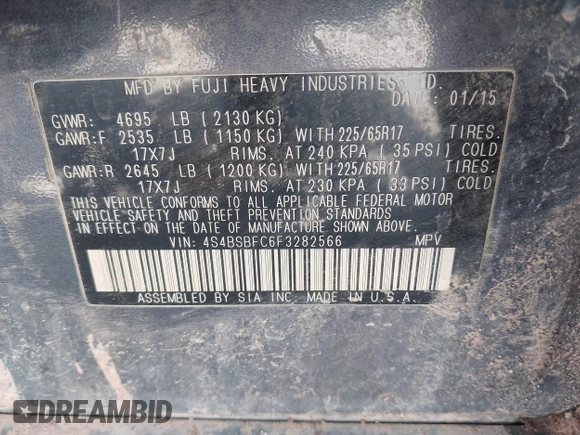 MFD BY FUJI HEAVY INDUSTRIES LTD.
DATE: 01/15
GVWR: 4695 LB ( 2130 KG)
GAWR:F 2535 LB ( 1150 KG) WITH 225/65R17 TIRES.
17X7J RIMS. AT 240 KPA ( 35 PSI) COLD
GAWR:R 2645 LB ( 1200 KG) WITH 225/65R17 TIRES.
17X7J RIMS. AT 230 KPA ( 33 PSI) COLD
THIS VEHICLE CONFORMS TO ALL APPLICABLE FEDERAL MOTOR
VEHICLE SAFETY AND THEFT PREVENTION STANDARDS IN
EFFECT ON THE DATE OF MANUFACTURE SHOWN ABOVE.
VIN: 4S4BSBFC6F3282566 MPV
ASSEMBLED BY SIA INC. MADE IN U.S.A.
DREAMBID